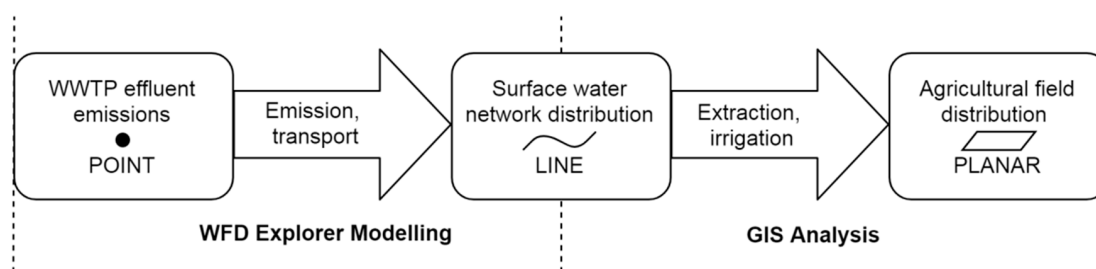 WWTP effluent
emissions
POINT
Emission,
transport
Surface water
network distribution
LINE
Extraction,
irrigation
Agricultural field
distribution
PLANAR
WFD Explorer Modelling
GIS Analysis